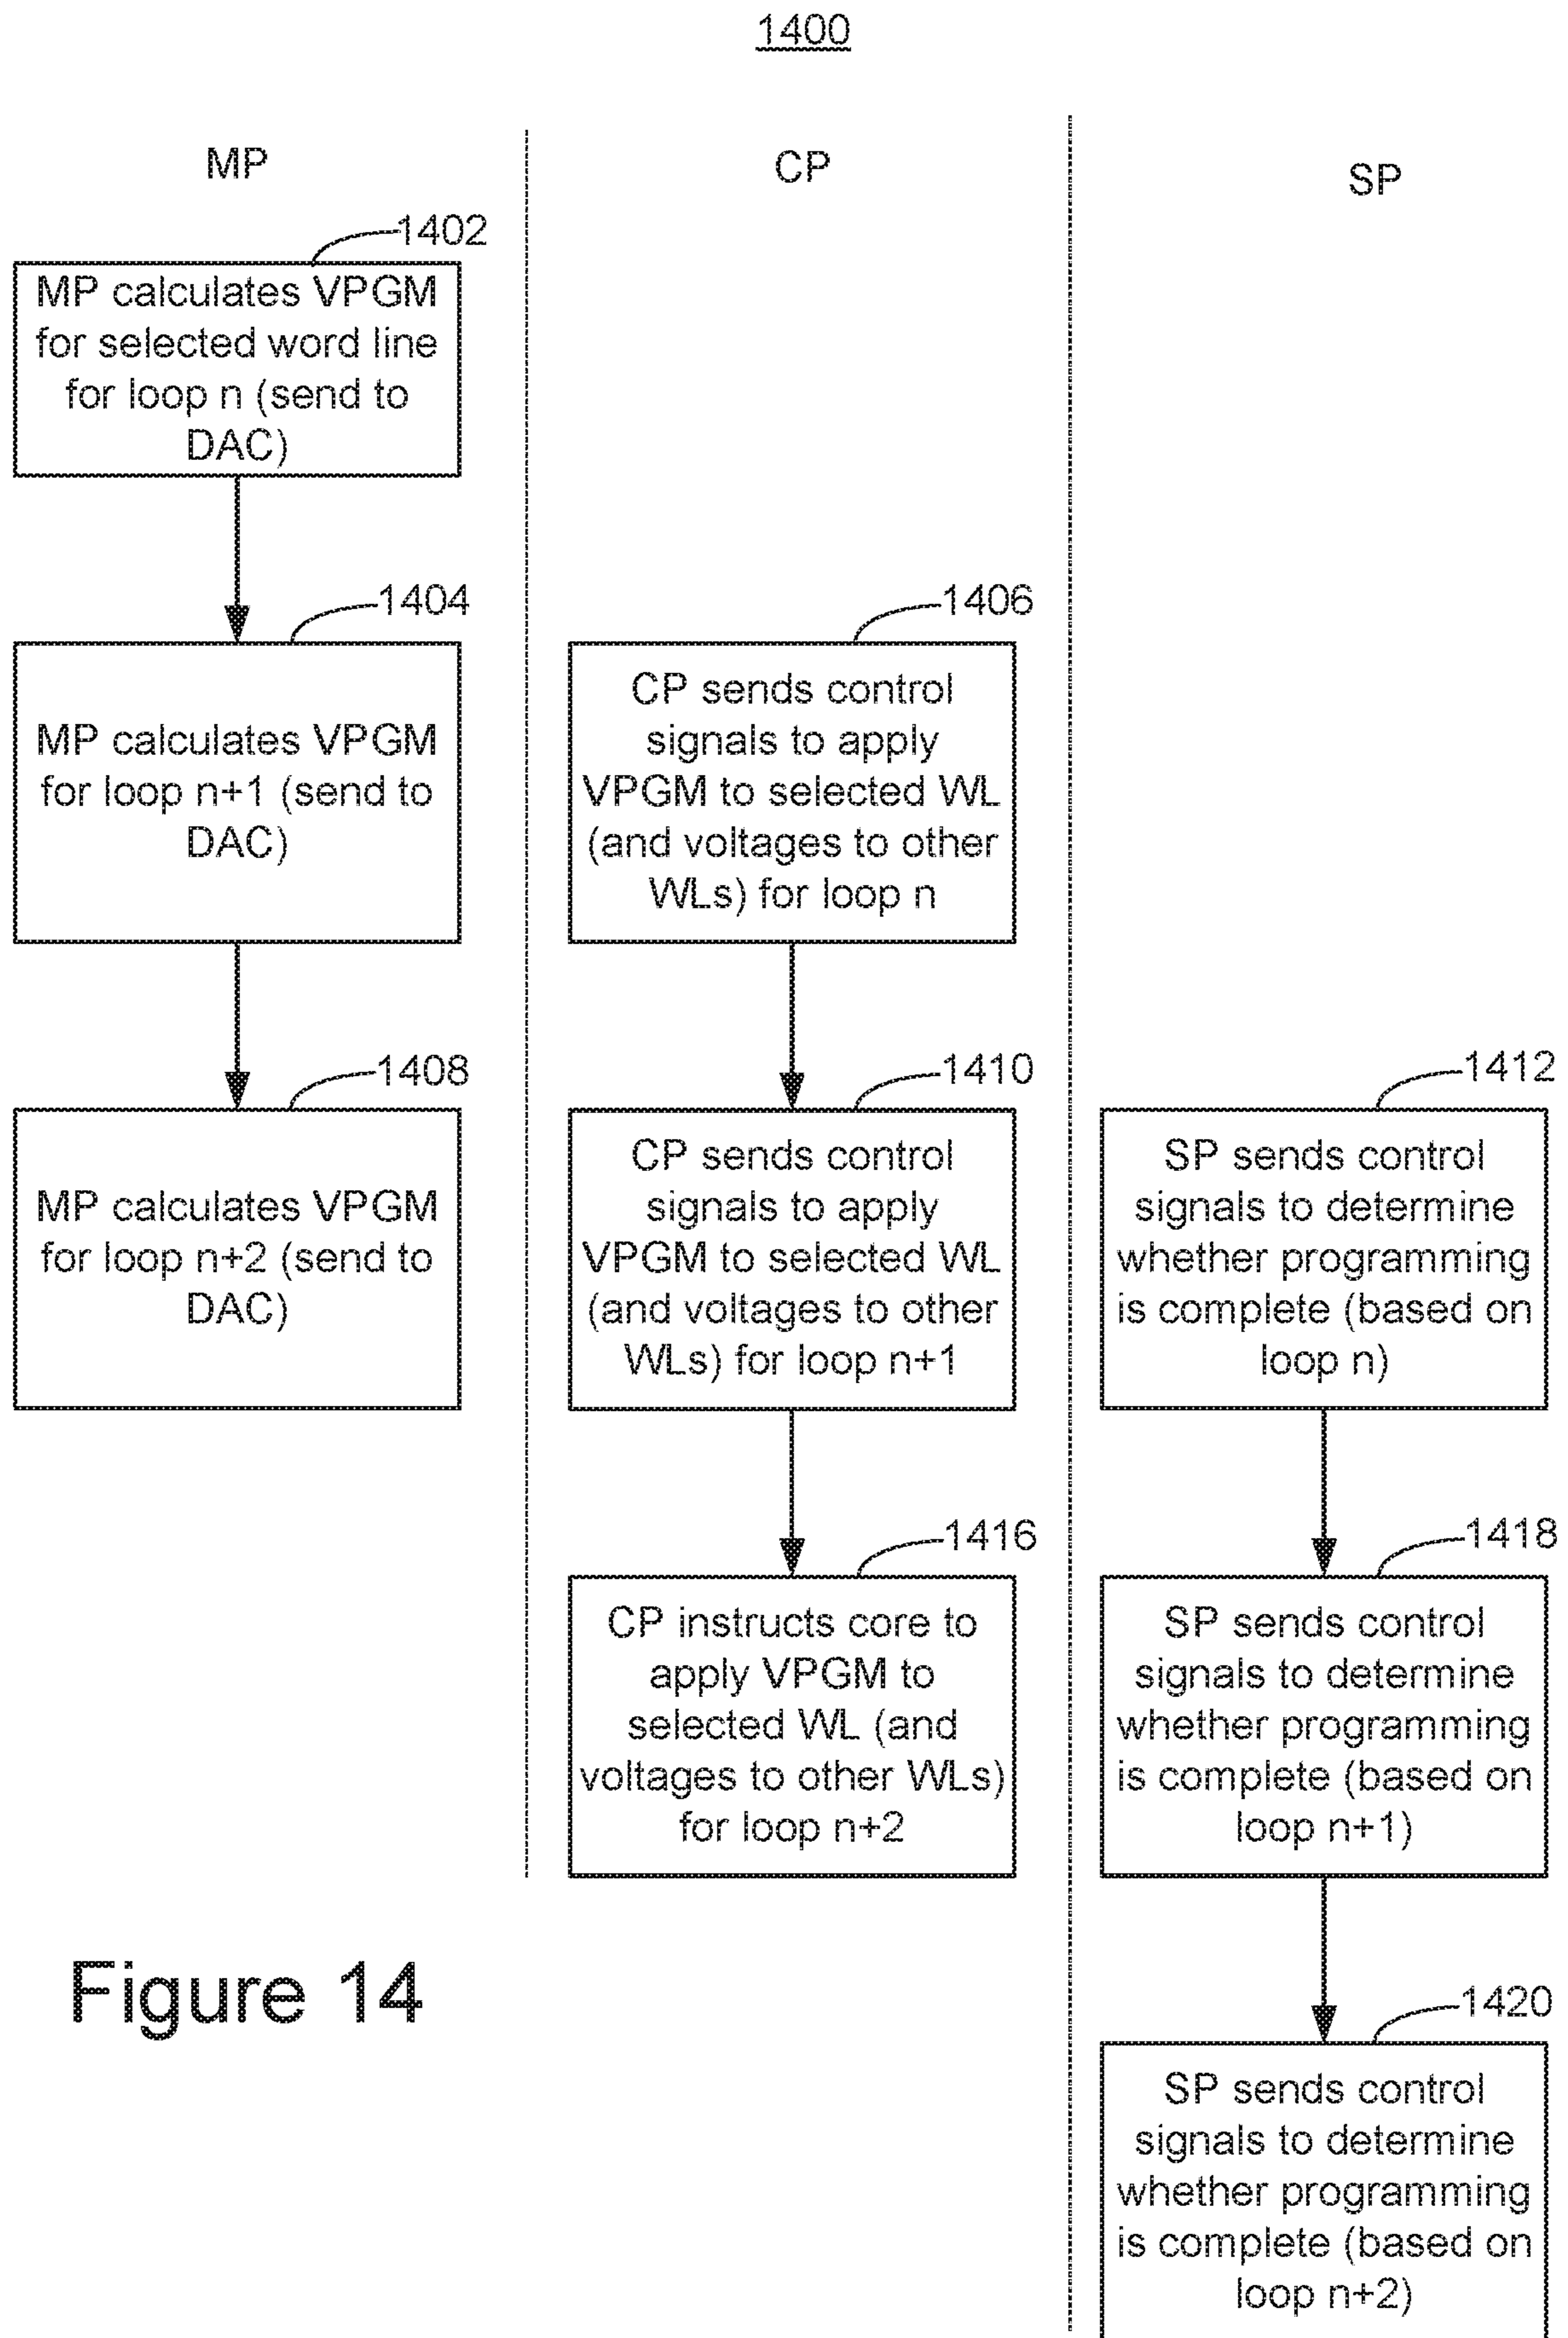 1400
MP
CP
SP
1402
MP calculates VPGM
for selected word line
for loop n (send to
DAC)
1404
MP calculates VPGM
for loop n+1 (send to
DAC)
1406
CP sends control
signals to apply
VPGM to selected WL
(and voltages to other
WLs) for loop n
1408
MP calculates VPGM
for loop n+2 (send to
DAC)
1410
CP sends control
signals to apply
VPGM to selected WL
(and voltages to other
WLs) for loop n+1
1412
SP sends control
signals to determine
whether programming
is complete (based on
loop n)
1416
CP instructs core to
apply VPGM to
selected WL (and
voltages to other WLs)
for loop n+2
1418
SP sends control
signals to determine
whether programming
is complete (based on
loop n+1)
1420
SP sends control
signals to determine
whether programming
is complete (based on
loop n+2)
Figure 14